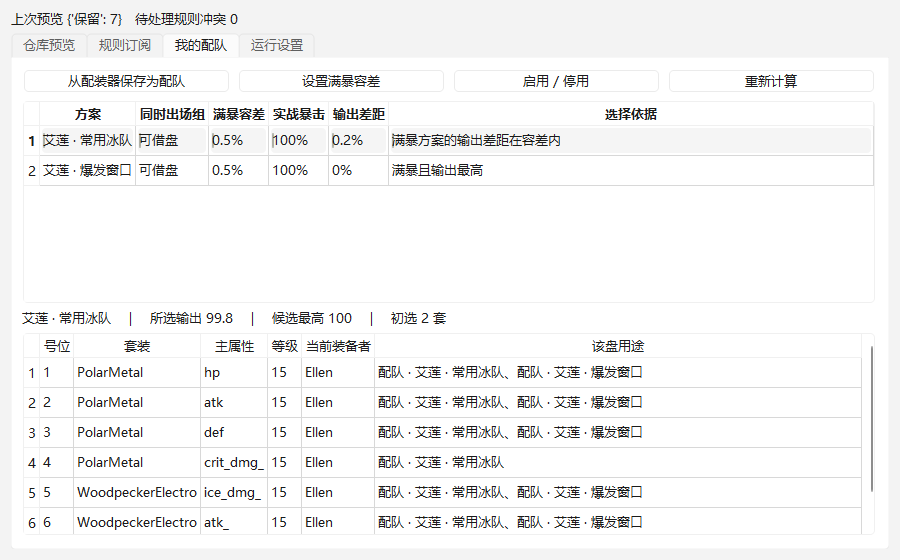 上次预览 {'保留': 7} 待处理规则冲突 0
仓库预览 规则订阅 我的配队 运行设置
从配装器保存为配队 设置满暴容差 启用 / 停用 重新计算
方案 同时出场组 满暴容差 实战暴击 输出差距 选择依据
1 艾莲 · 常用冰队 可借盘 0.5% 100% 0.2% 满暴方案的输出差距在容差内
2 艾莲 · 爆发窗口 可借盘 0.5% 100% 0% 满暴且输出最高
艾莲 · 常用冰队 | 所选输出 99.8 | 候选最高 100 | 初选 2 套
号位 套装 主属性 等级 当前装备者 该盘用途
1 1 PolarMetal hp 15 Ellen 配队 · 艾莲 · 常用冰队、配队 · 艾莲 · 爆发窗口
2 2 PolarMetal atk 15 Ellen 配队 · 艾莲 · 常用冰队、配队 · 艾莲 · 爆发窗口
3 3 PolarMetal def 15 Ellen 配队 · 艾莲 · 常用冰队、配队 · 艾莲 · 爆发窗口
4 4 PolarMetal crit_dmg_ 15 Ellen 配队 · 艾莲 · 常用冰队
5 5 WoodpeckerElectro ice_dmg_ 15 Ellen 配队 · 艾莲 · 常用冰队、配队 · 艾莲 · 爆发窗口
6 6 WoodpeckerElectro atk_ 15 Ellen 配队 · 艾莲 · 常用冰队、配队 · 艾莲 · 爆发窗口